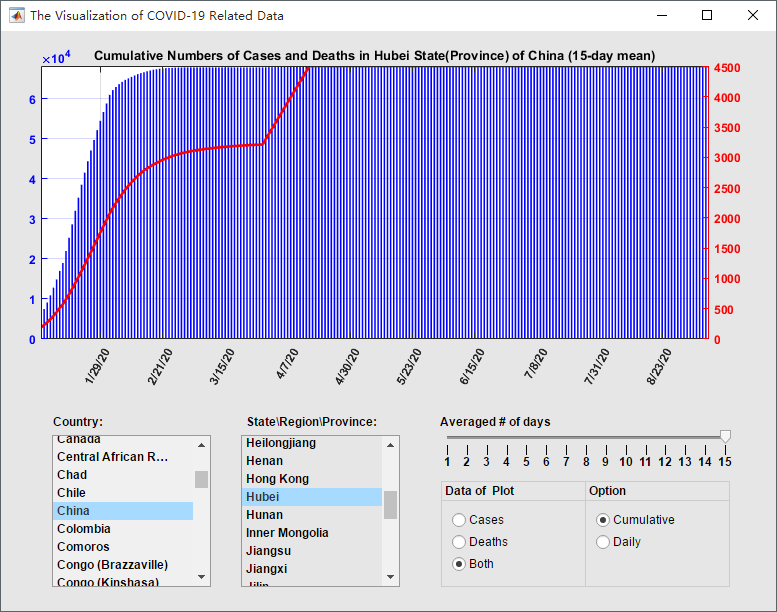 The Visualization of COVID-19 Related Data
Cumulative Numbers of Cases and Deaths in Hubei State(Province) of China (15-day mean)
×10⁴
6
5
4
3
2
1
0
4500
4000
3500
3000
2500
2000
1500
1000
500
0
1/29/20
2/21/20
3/15/20
4/7/20
4/30/20
5/23/20
6/15/20
7/8/20
7/31/20
8/23/20
Country:
Canada
Central African R...
Chad
Chile
China
Colombia
Comoros
Congo (Brazzaville)
Congo (Kinshasa)
State\Region\Province:
Heilongjiang
Henan
Hong Kong
Hubei
Hunan
Inner Mongolia
Jiangsu
Jiangxi
Jilin
Averaged # of days
1 2 3 4 5 6 7 8 9 10 11 12 13 14 15
Data of Plot
Cases
Deaths
Both
Option
Cumulative
Daily